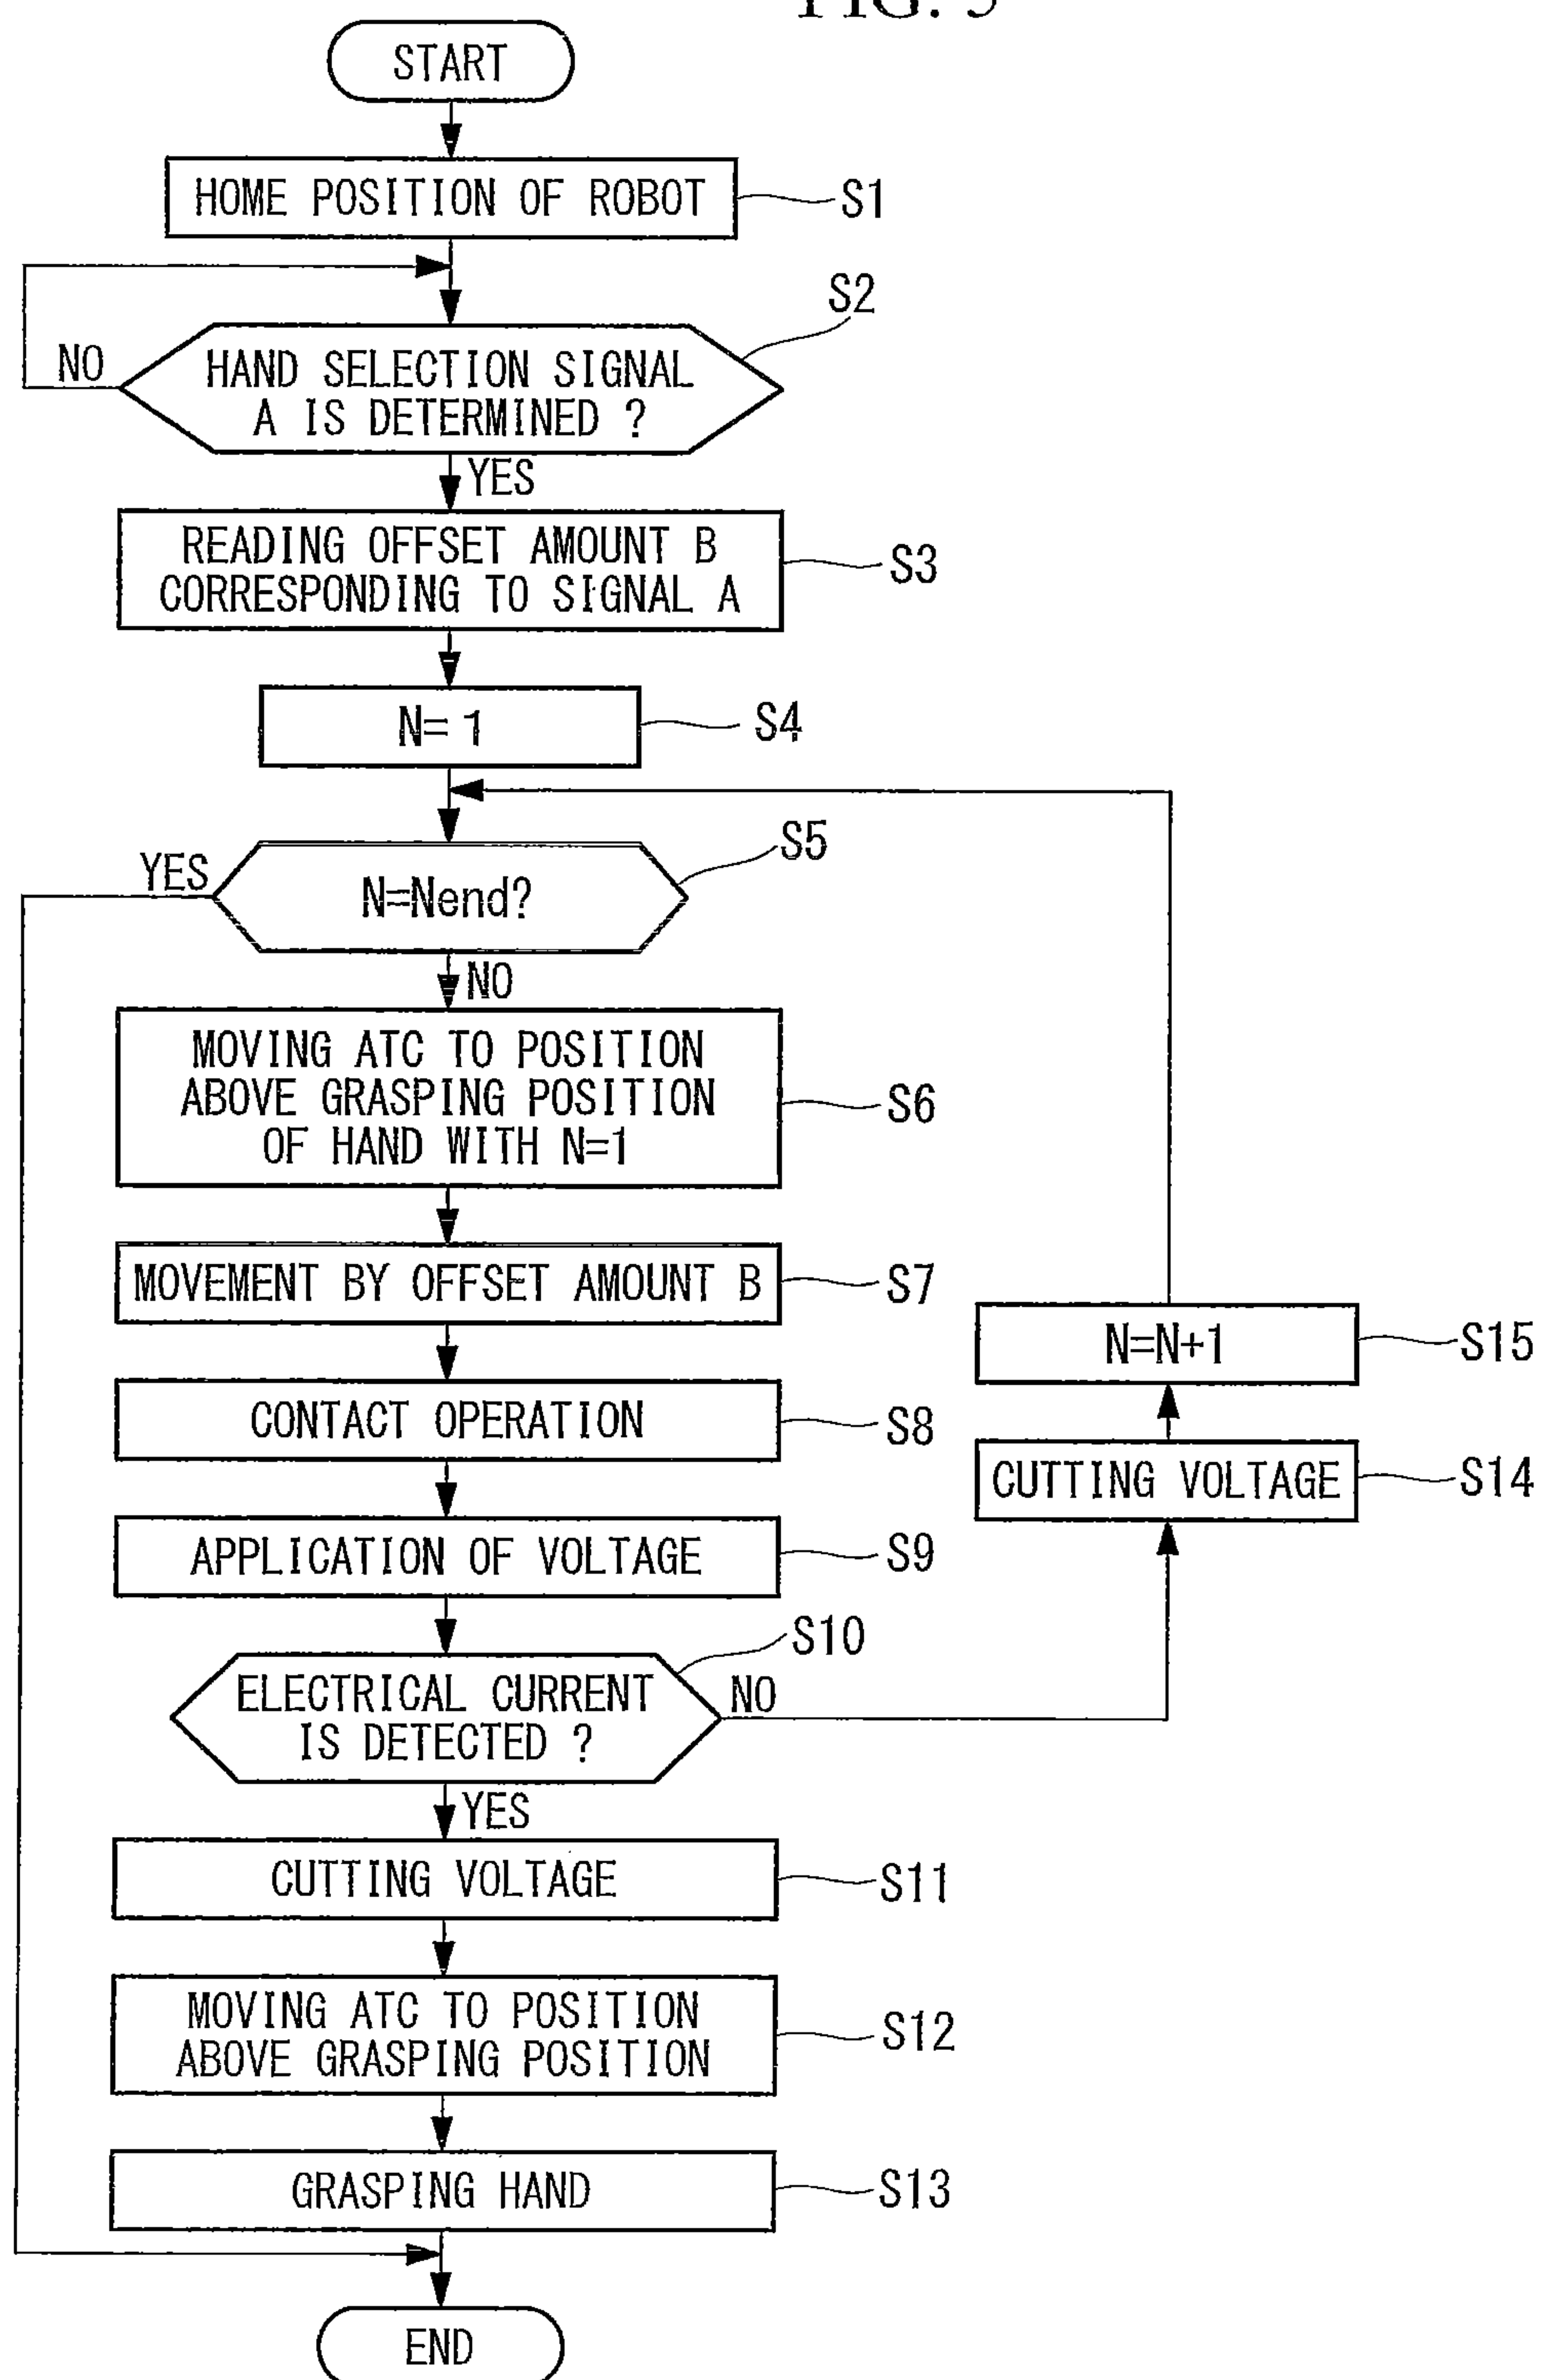 FIG. 5
START
HOME POSITION OF ROBOT
S1
S2
NO
HAND SELECTION SIGNAL
A IS DETERMINED ?
YES
READING OFFSET AMOUNT B
CORRESPONDING TO SIGNAL A
S3
N= 1
S4
S5
YES
N=Nend?
NO
MOVING ATC TO POSITION
ABOVE GRASPING POSITION
OF HAND WITH N=1
S6
MOVEMENT BY OFFSET AMOUNT B
S7
N=N+1
S15
CONTACT OPERATION
S8
CUTTING VOLTAGE
S14
APPLICATION OF VOLTAGE
S9
S10
ELECTRICAL CURRENT
IS DETECTED ?
NO
YES
CUTTING VOLTAGE
S11
MOVING ATC TO POSITION
ABOVE GRASPING POSITION
S12
GRASPING HAND
S13
END